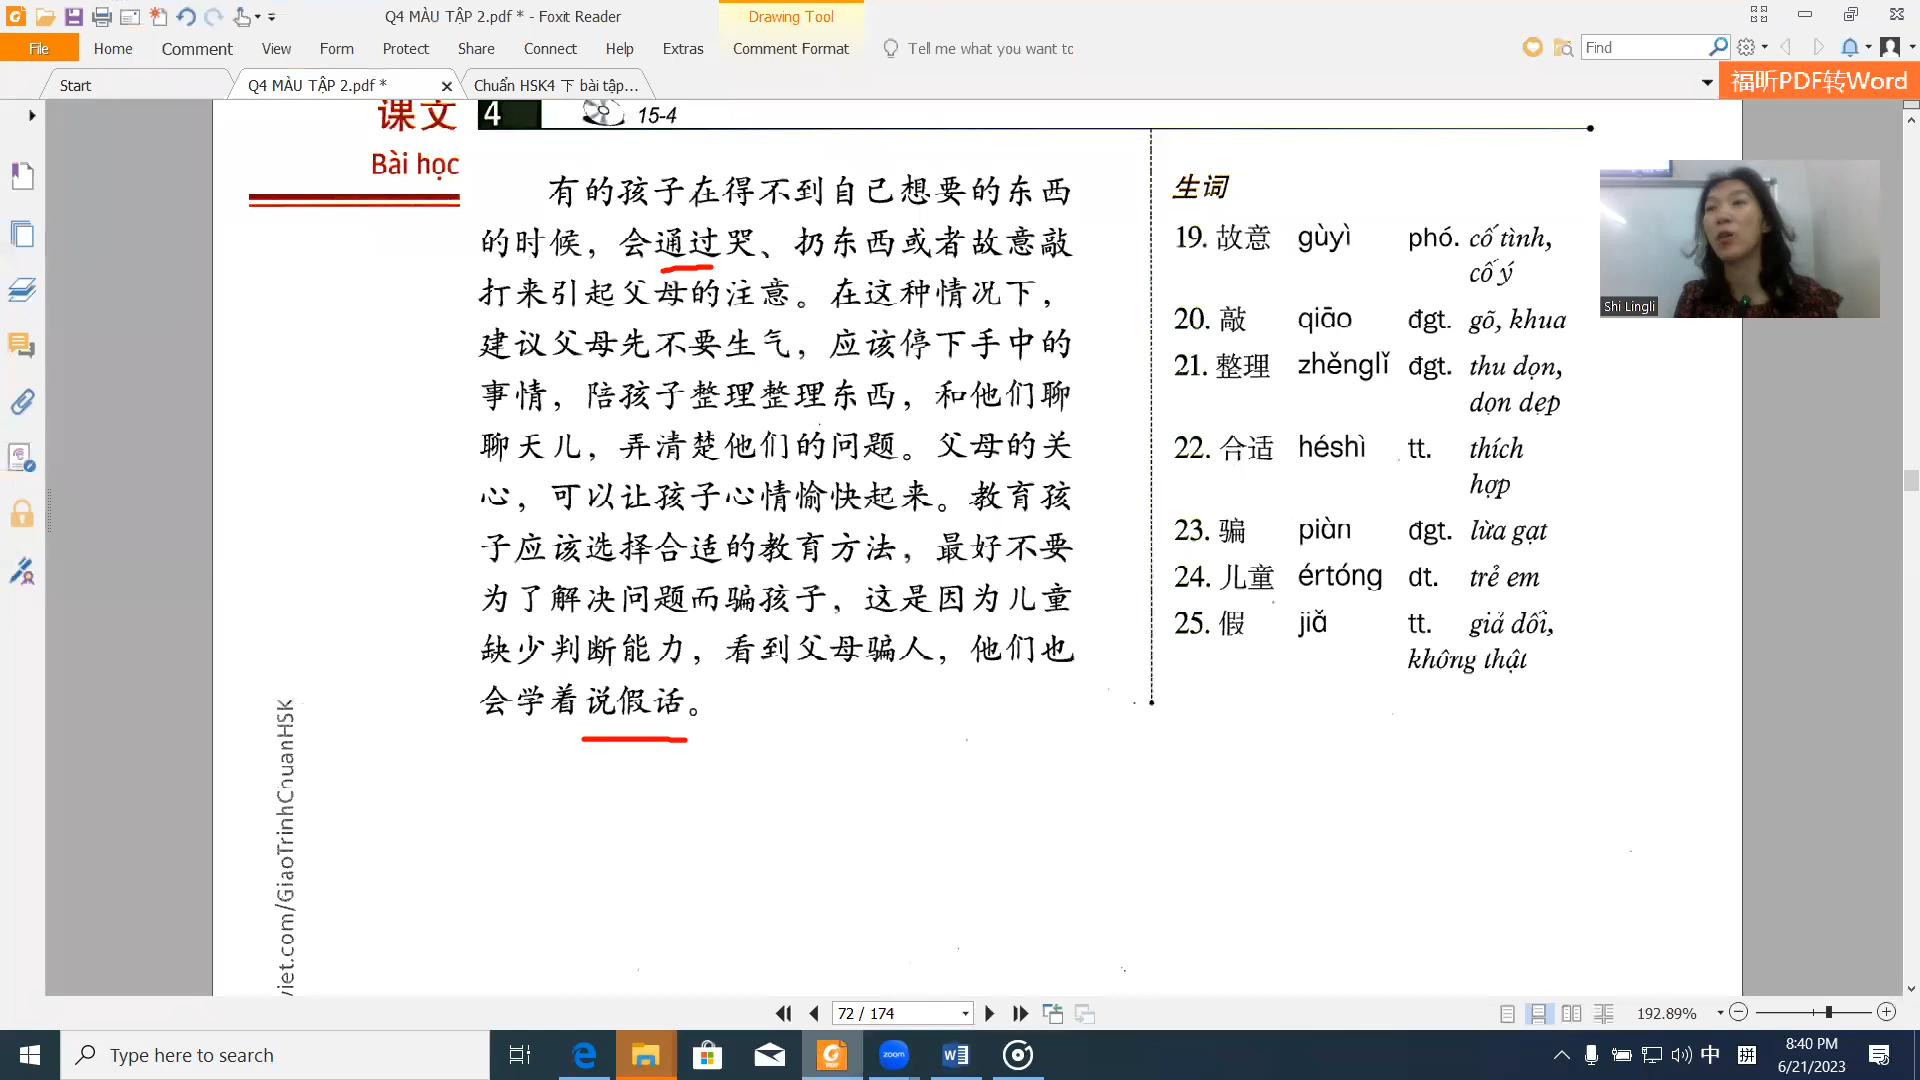 Q4 MÀU TẬP 2.pdf * - Foxit Reader
Drawing Tool
File
Home
Comment
View
Form
Protect
Share
Connect
Help
Extras
Comment Format
Tell me what you want to
Find
Start
Q4 MÀU TẬP 2.pdf *
Chuẩn HSK4 下 bài tập...
福昕PDF转Word
课文
4
15-4
Bài học
有的孩子在得不到自己想要的东西
的时候，会通过哭、扔东西或者故意敲
打来引起父母的注意。在这种情况下，
建议父母先不要生气，应该停下手中的
事情，陪孩子整理整理东西，和他们聊
聊天儿，弄清楚他们的问题。父母的关
心，可以让孩子心情愉快起来。教育孩
子应该选择合适的教育方法，最好不要
为了解决问题而骗孩子，这是因为儿童
缺少判断能力，看到父母骗人，他们也
会学着说假话。
生词
19. 故意 gùyì phó. cố tình,
cố ý
20. 敲 qiāo đgt. gõ, khua
21. 整理 zhěnglǐ đgt. thu dọn,
dọn dẹp
22. 合适 héshì tt. thích
hợp
23. 骗 piàn đgt. lừa gạt
24. 儿童 értóng dt. trẻ em
25. 假 jiǎ tt. giả dối,
không thật
Shi Lingli
viet.com/GiaoTrinhChuanHSK
72 / 174
192.89%
Type here to search
zoom
中
拼
8:40 PM
6/21/2023